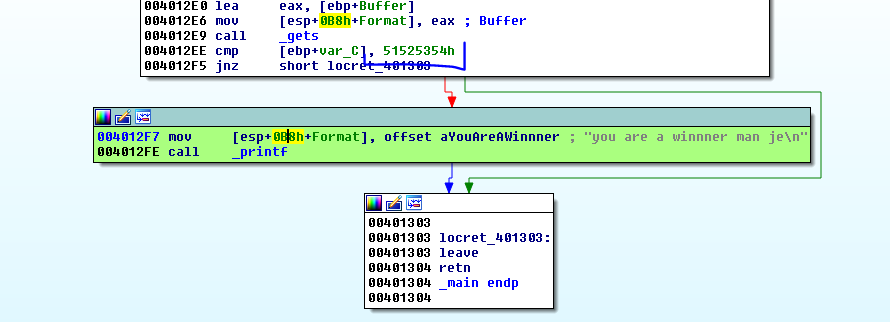 004012E0 lea eax, [ebp+Buffer]
004012E6 mov [esp+0B8h+Format], eax ; Buffer
004012E9 call _gets
004012EE cmp [ebp+var_C], 51525354h
004012F5 jnz short locret_401303
004012F7 mov [esp+0B8h+Format], offset aYouAreAWinnner ; "you are a winnner man je\n"
004012FE call _printf
00401303
00401303 locret_401303:
00401303 leave
00401304 retn
00401304 _main endp
00401304